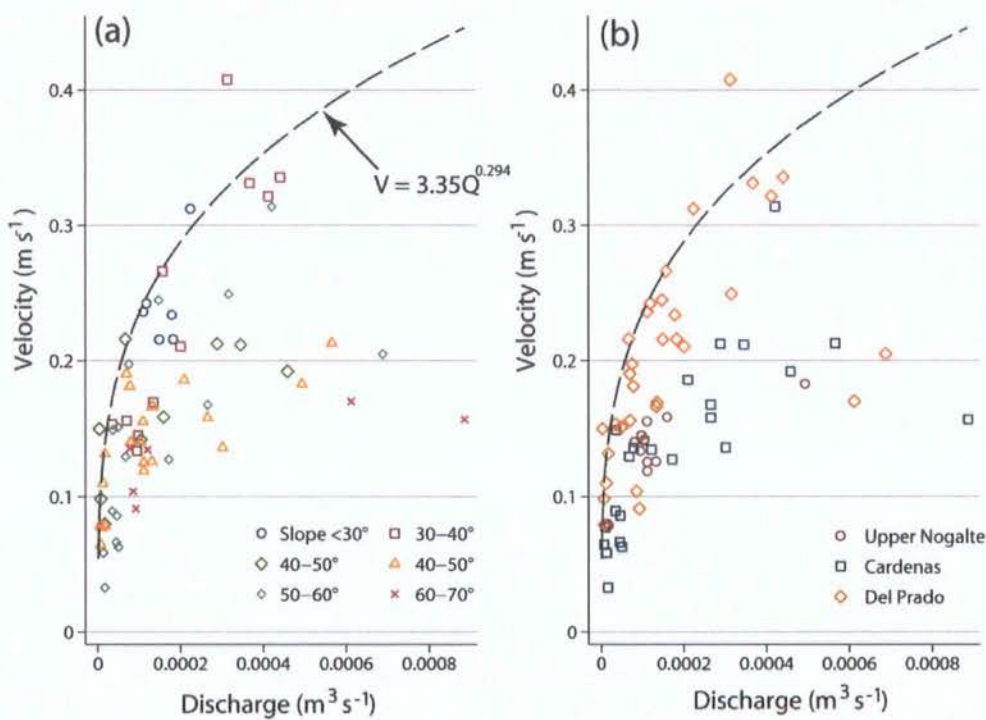 (a)
(b)
0.4
0.3
0.2
0.1
0
Velocity (m s⁻¹)
V = 3.35Q^0.294
Slope <30°
30–40°
40–50°
40–50°
50–60°
60–70°
0
0.0002
0.0004
0.0006
0.0008
Discharge (m³ s⁻¹)
0.4
0.3
0.2
0.1
0
Velocity (m s⁻¹)
Upper Nogalte
Cardenas
Del Prado
0
0.0002
0.0004
0.0006
0.0008
Discharge (m³ s⁻¹)